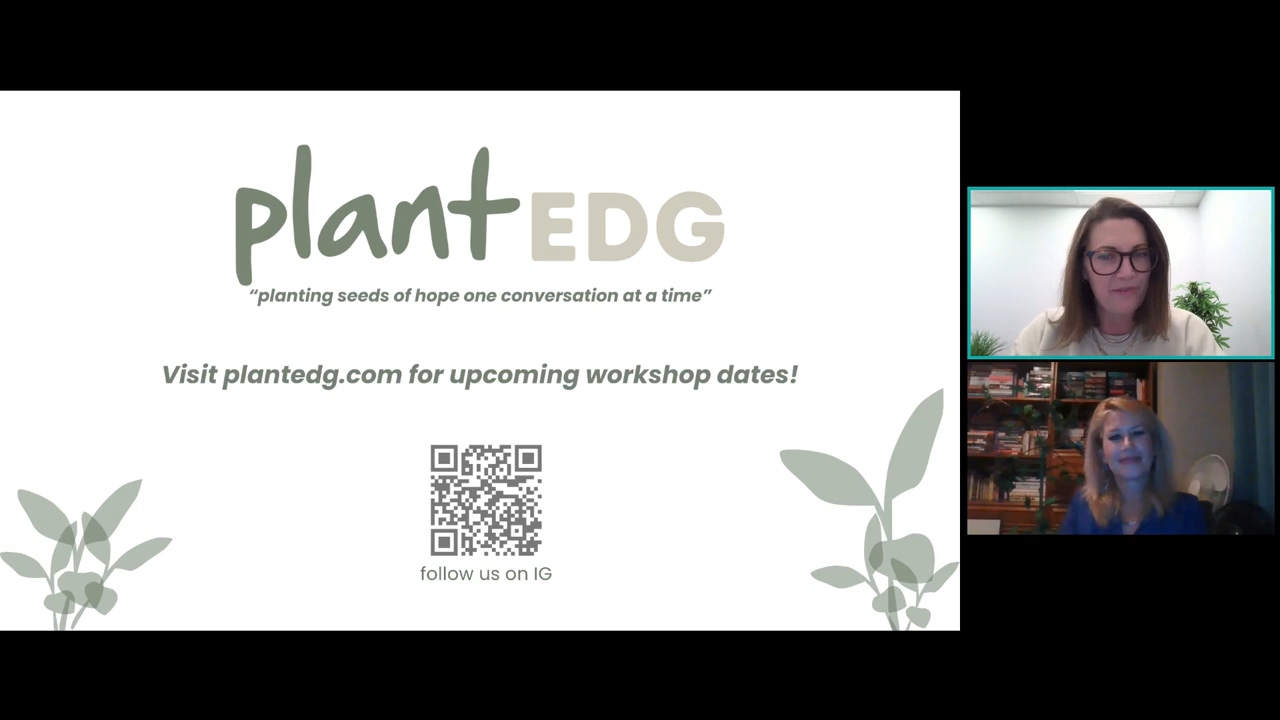 plant EDG
“planting seeds of hope one conversation at a time”
Visit plantedg.com for upcoming workshop dates!
follow us on IG